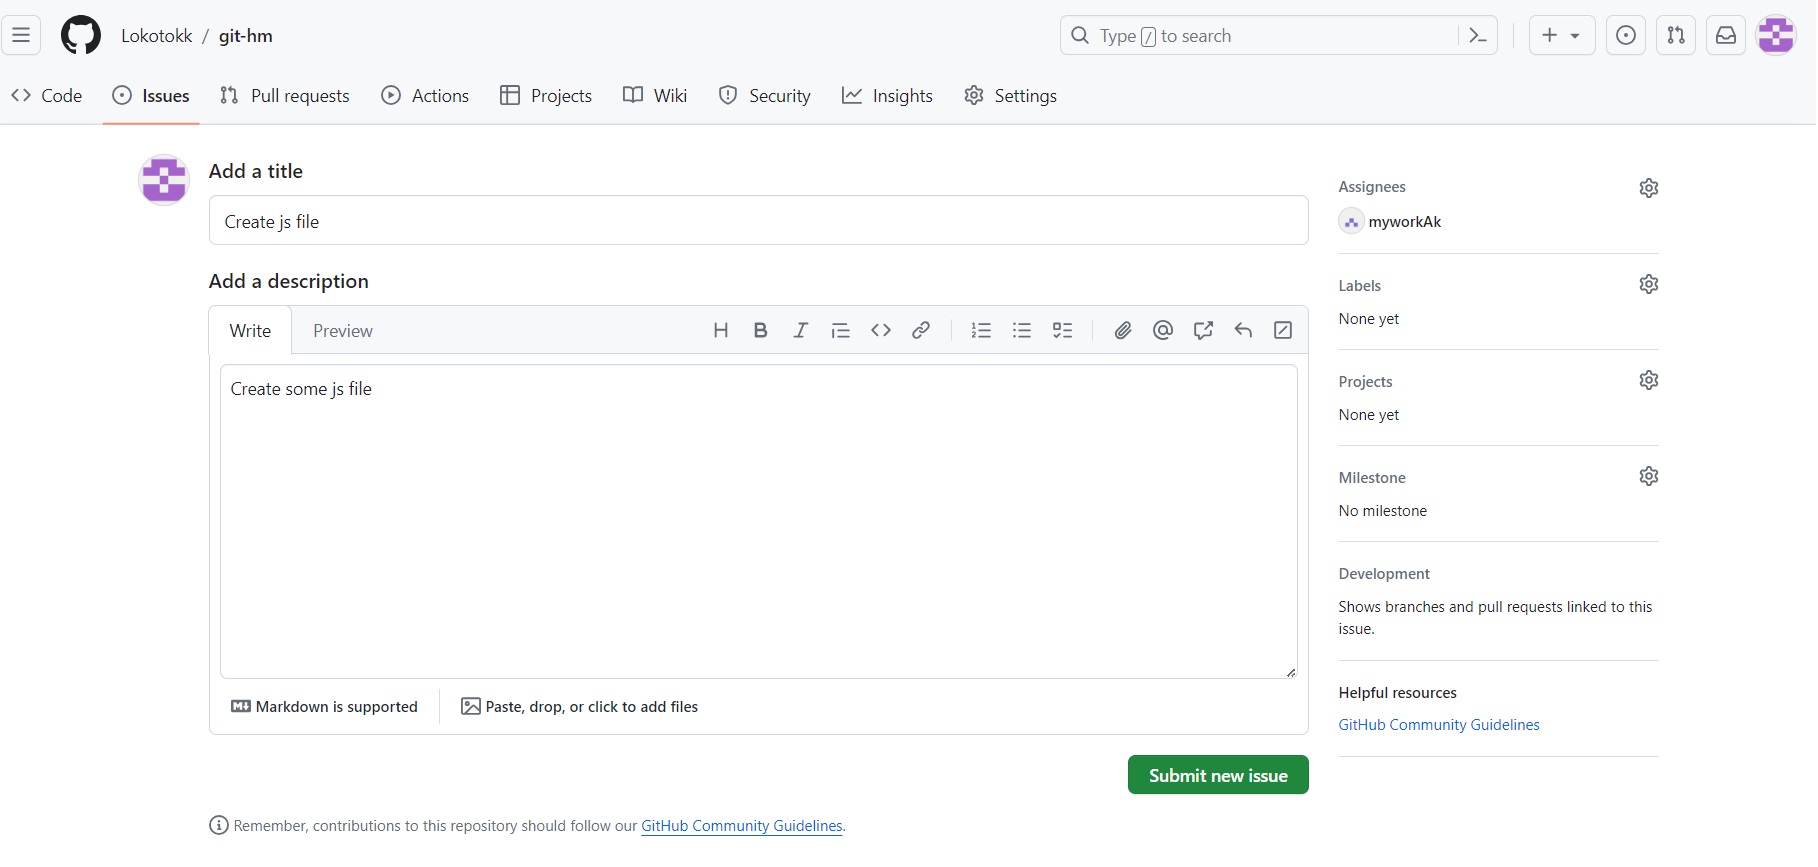 Lokotokk / git-hm
Type / to search
Code Issues Pull requests Actions Projects Wiki Security Insights Settings
Add a title
Create js file
Add a description
Write Preview
Create some js file
Markdown is supported
Paste, drop, or click to add files
Submit new issue
Remember, contributions to this repository should follow our GitHub Community Guidelines.
Assignees
myworkAk
Labels
None yet
Projects
None yet
Milestone
No milestone
Development
Shows branches and pull requests linked to this
issue.
Helpful resources
GitHub Community Guidelines